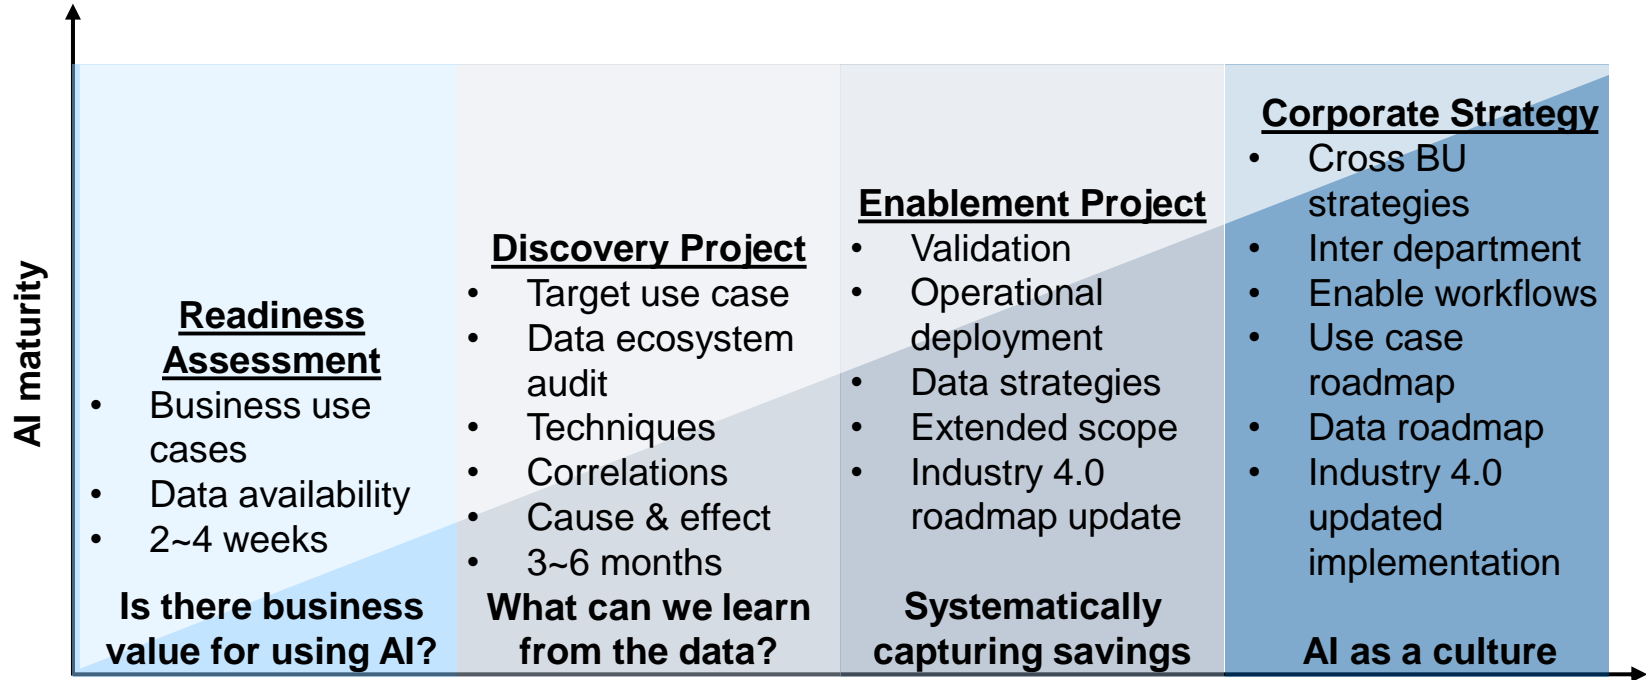 AI maturity
Readiness
Assessment
• Business use
cases
• Data availability
• 2~4 weeks
Is there business
value for using AI?
Discovery Project
• Target use case
• Data ecosystem
audit
• Techniques
• Correlations
• Cause & effect
• 3~6 months
What can we learn
from the data?
Enablement Project
• Validation
• Operational
deployment
• Data strategies
• Extended scope
• Industry 4.0
roadmap update
Systematically
capturing savings
Corporate Strategy
• Cross BU
strategies
• Inter department
• Enable workflows
• Use case
roadmap
• Data roadmap
• Industry 4.0
updated
implementation
AI as a culture